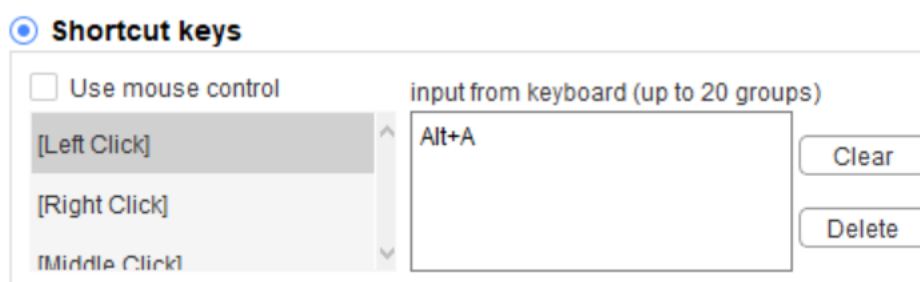 Shortcut keys
Use mouse control
input from keyboard (up to 20 groups)
[Left Click]
Alt+A
Clear
[Right Click]
Delete
[Middle Click]